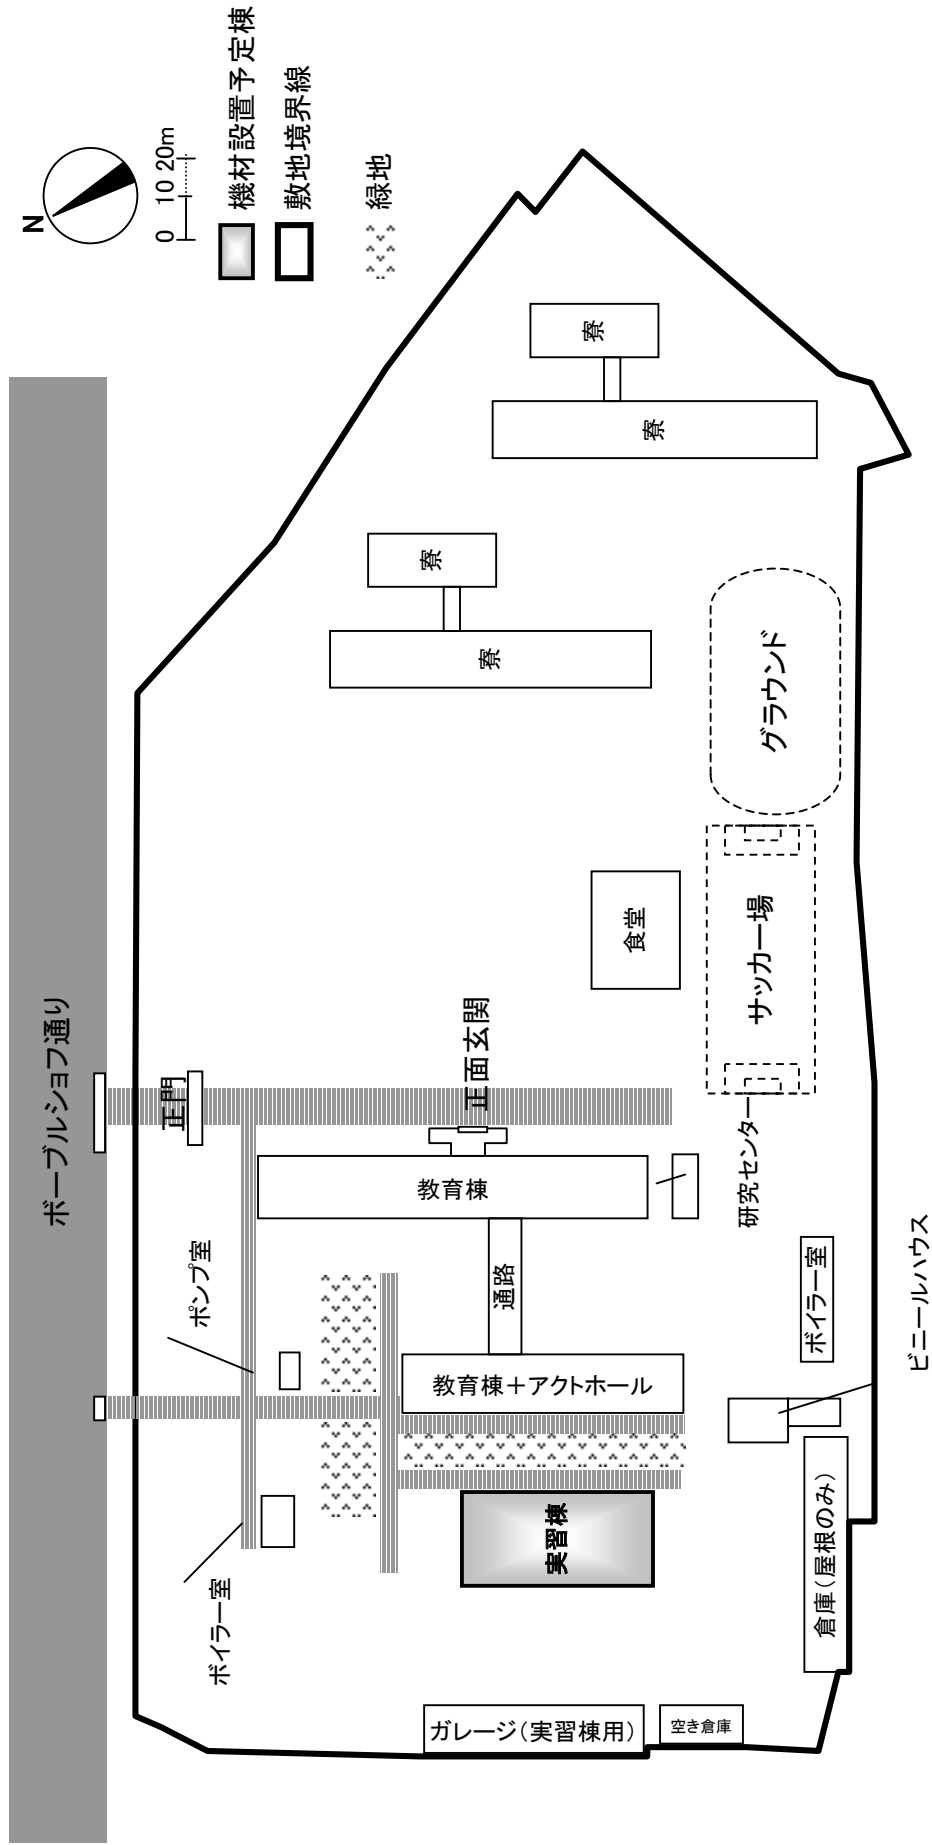 N
0 10 20m
機材設置予定棟
敷地境界線
緑地
ボーブルショフ通り
正門
正面玄関
ポンプ室
ボイラー室
教育棟
通路
教育棟＋アクトホール
実習棟
ガレージ(実習棟用)
空き倉庫
倉庫(屋根のみ)
ビニールハウス
ボイラー室
研究センター
食堂
サッカー場
グラウンド
寮
寮
寮
寮